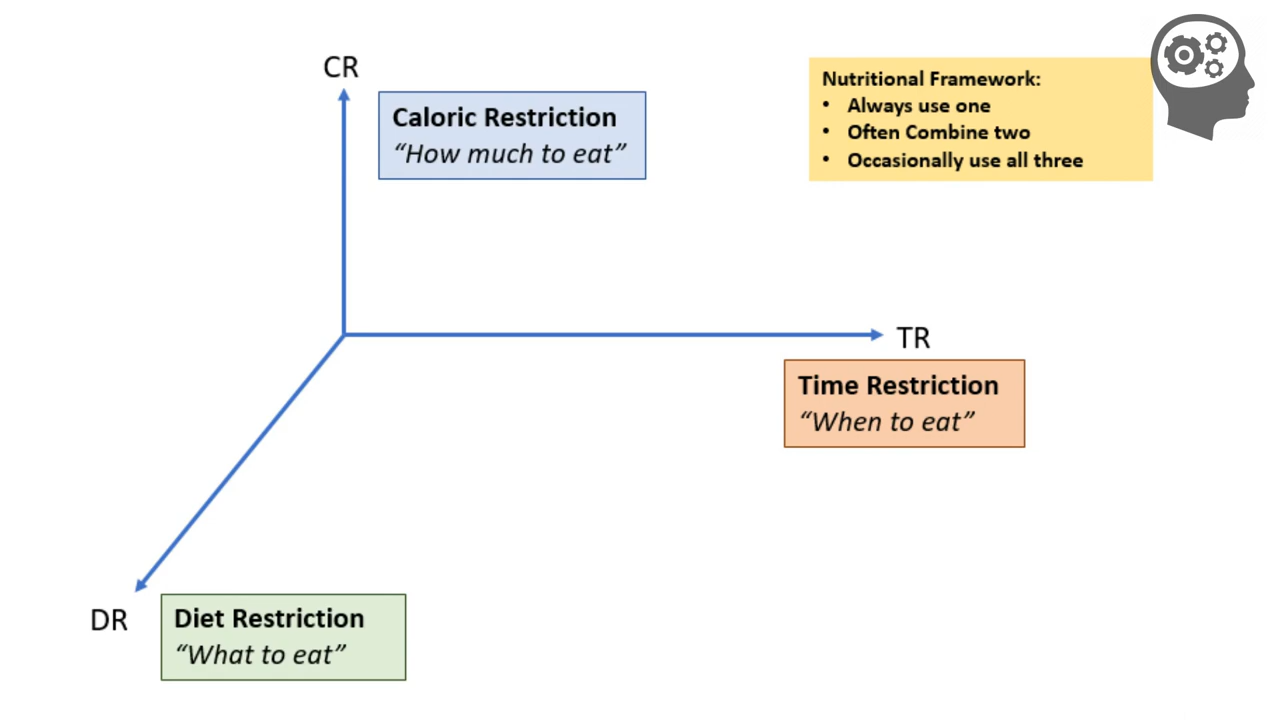 CR
Caloric Restriction
“How much to eat”
Nutritional Framework:
• Always use one
• Often Combine two
• Occasionally use all three
TR
Time Restriction
“When to eat”
DR
Diet Restriction
“What to eat”